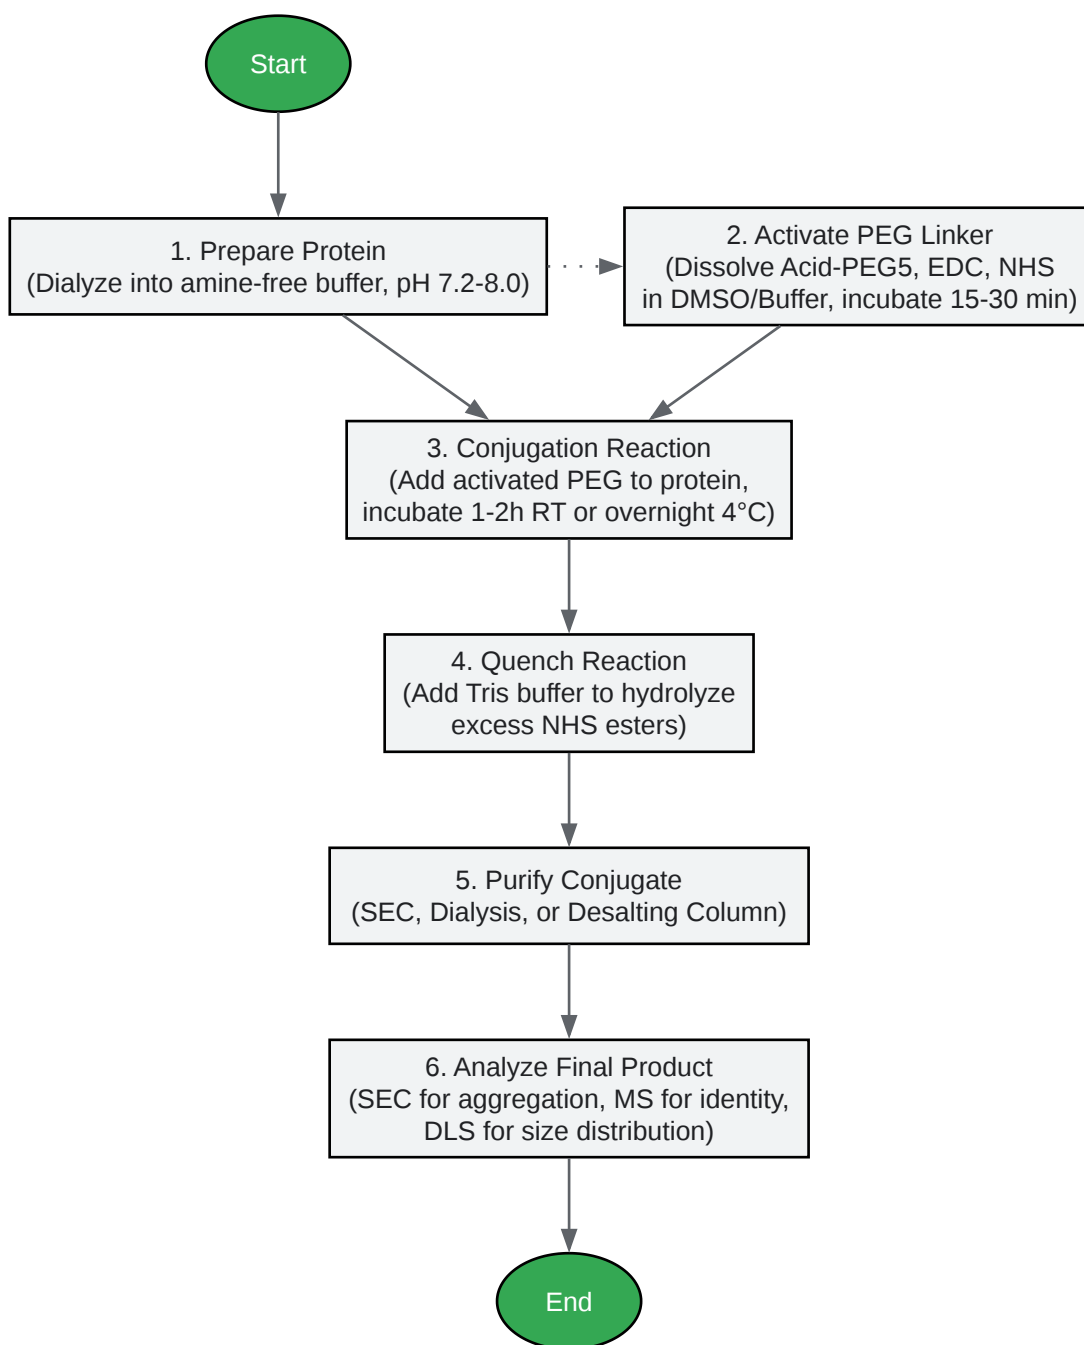 Start
1. Prepare Protein
(Dialyze into amine-free buffer, pH 7.2-8.0)
2. Activate PEG Linker
(Dissolve Acid-PEG5, EDC, NHS
in DMSO/Buffer, incubate 15-30 min)
3. Conjugation Reaction
(Add activated PEG to protein,
incubate 1-2h RT or overnight 4°C)
4. Quench Reaction
(Add Tris buffer to hydrolyze
excess NHS esters)
5. Purify Conjugate
(SEC, Dialysis, or Desalting Column)
6. Analyze Final Product
(SEC for aggregation, MS for identity,
DLS for size distribution)
End